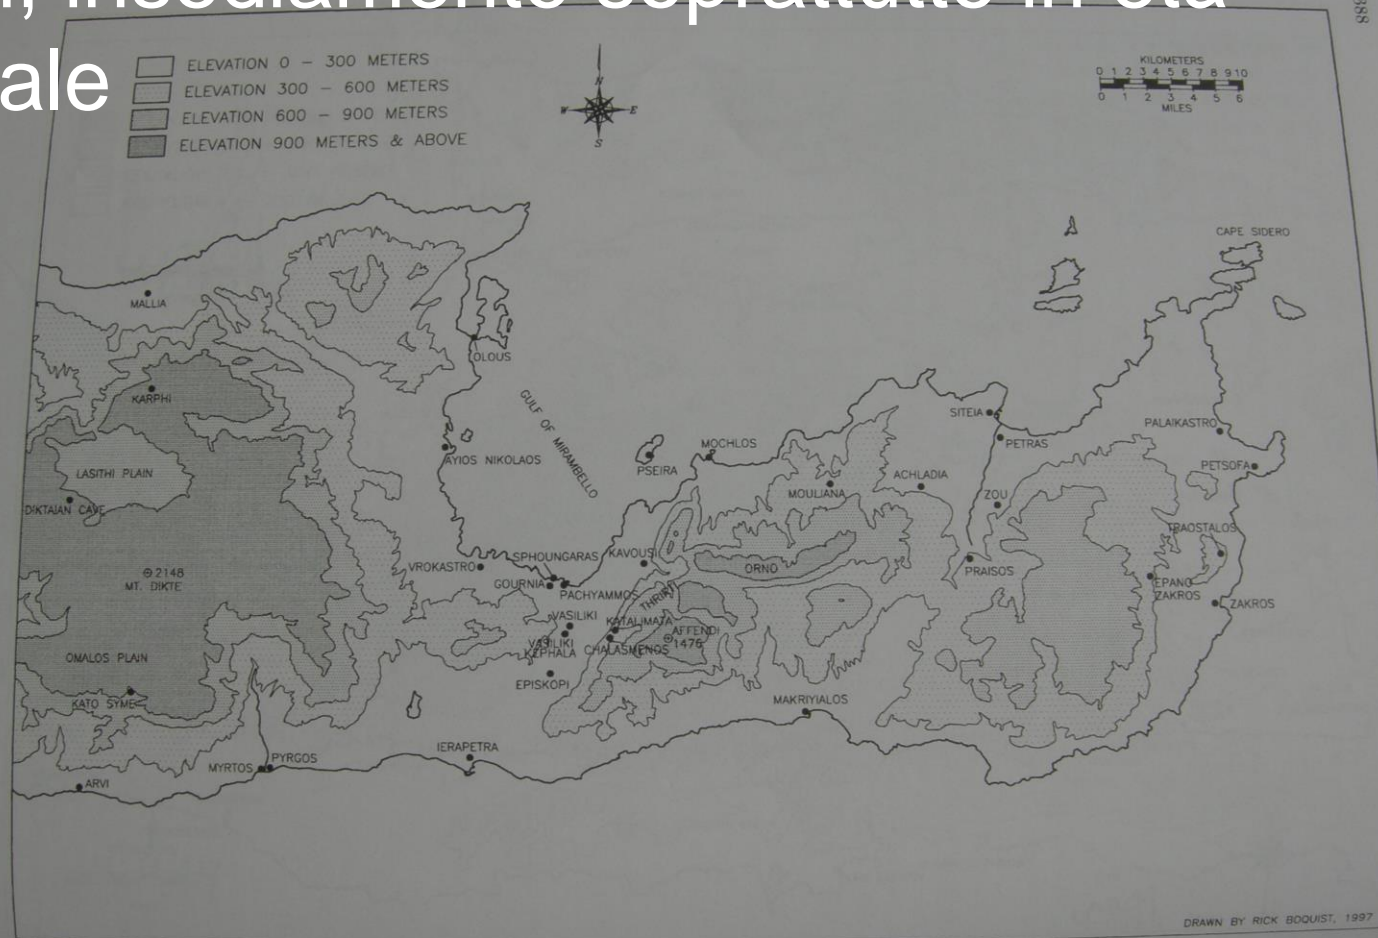 insediamento soprattutto in età
ale
388
ELEVATION 0 – 300 METERS
ELEVATION 300 – 600 METERS
ELEVATION 600 – 900 METERS
ELEVATION 900 METERS & ABOVE
N
W E
S
KILOMETERS
0 1 2 3 4 5 6 7 8 9 10
0 1 2 3 4 5 6
MILES
CAPE SIDERO
MALLIA
OLOUS
KARPHI
GULF OF MIRAMBELLO
SITEIA
PETRAS
PALAIKASTRO
PETSOFA
LASITHI PLAIN
AYIOS NIKOLAOS
PSEIRA
MOCHLOS
MOULIANA
ACHLADIA
ZOU
DIKTAIAN CAVE
TRAOSTALOS
2148
MT. DIKTE
VROKASTRO
SPHOUNGARAS
KAVOUSI
GOURNIA
PACHYAMMOS
THRIPTI
ORNO
PRAISOS
EPANO
ZAKROS
ZAKROS
VASILIKI
KATALIMATA
AFFENDI
1476
VASILIKI
KEPHALA
CHALASMENOS
OMALOS PLAIN
EPISKOPI
KATO SYME
MAKRIYIALOS
IERAPETRA
MYRTOS
PYRGOS
ARVI
DRAWN BY RICK BOQUIST, 1997